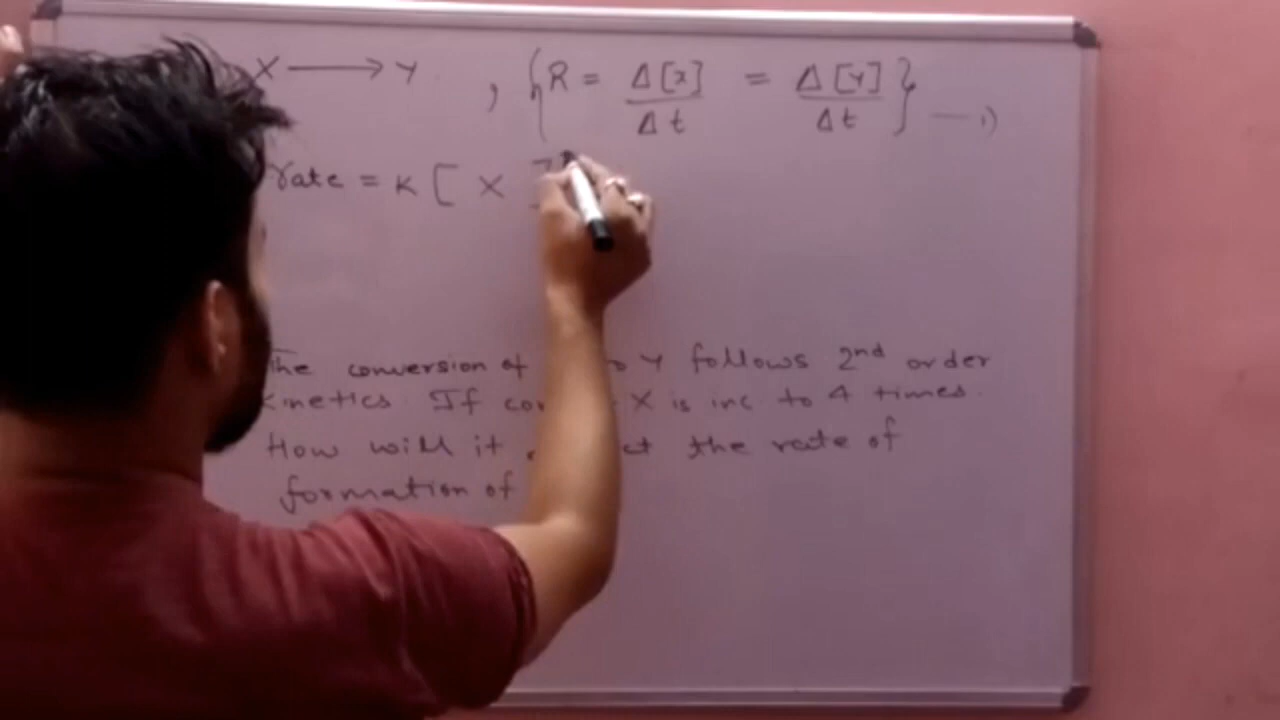 X → Y , { R = Δ[x]/Δt = Δ[Y]/Δt } —1)
rate = K [ X ]
The conversion of Y follows 2nd order
Kinetics If X is inc to 4 times.
How will it the rate of
formation of